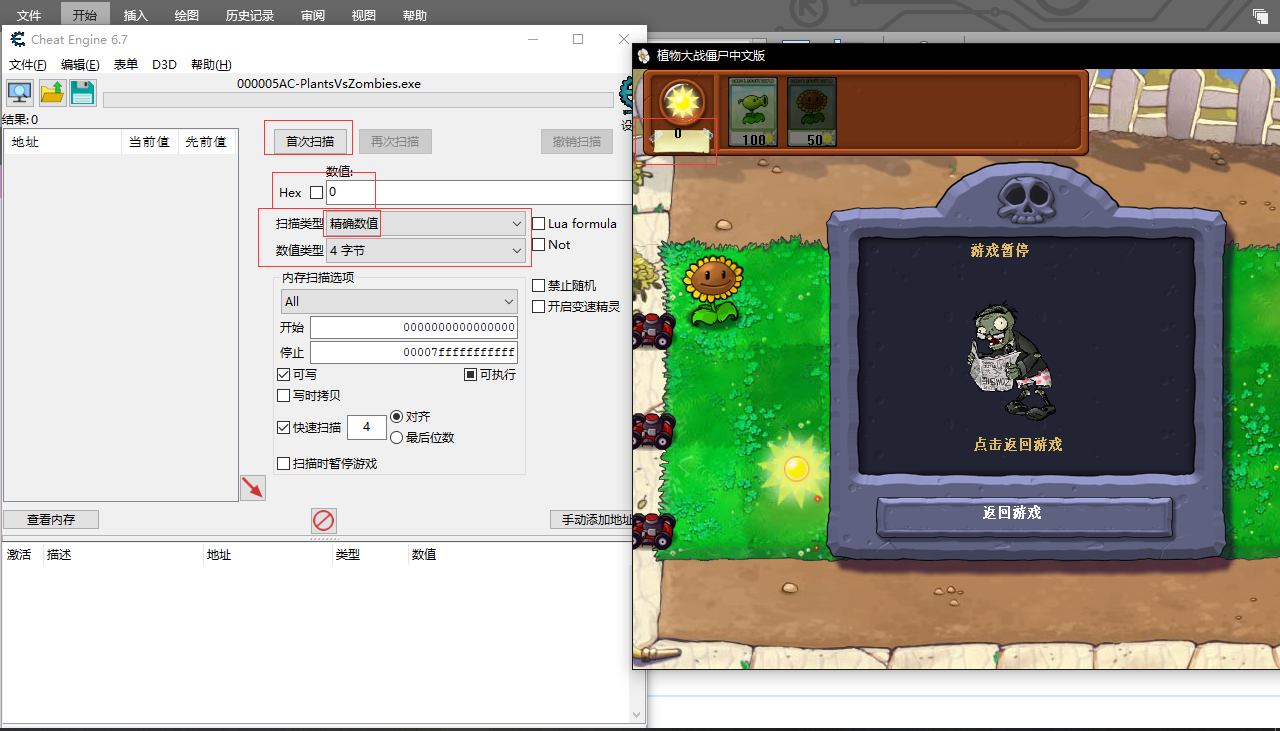 文件 开始 插入 绘图 历史记录 审阅 视图 帮助
Cheat Engine 6.7
文件(F) 编辑(E) 表单 D3D 帮助(H)
000005AC-PlantsVsZombies.exe
结果: 0
设
地址 当前值 先前值
首次扫描 再次扫描 撤销扫描
数值:
Hex 0
扫描类型 精确数值 Lua formula
数值类型 4 字节 Not
内存扫描选项
All
禁止随机
开启变速精灵
开始 0000000000000000
停止 00007fffffffffff
可写 可执行
写时拷贝
快速扫描 4 对齐
最后位数
扫描时暂停游戏
查看内存 手动添加地址
激活 描述 地址 类型 数值
植物大战僵尸中文版
0 100 50
游戏暂停
点击返回游戏
返回游戏